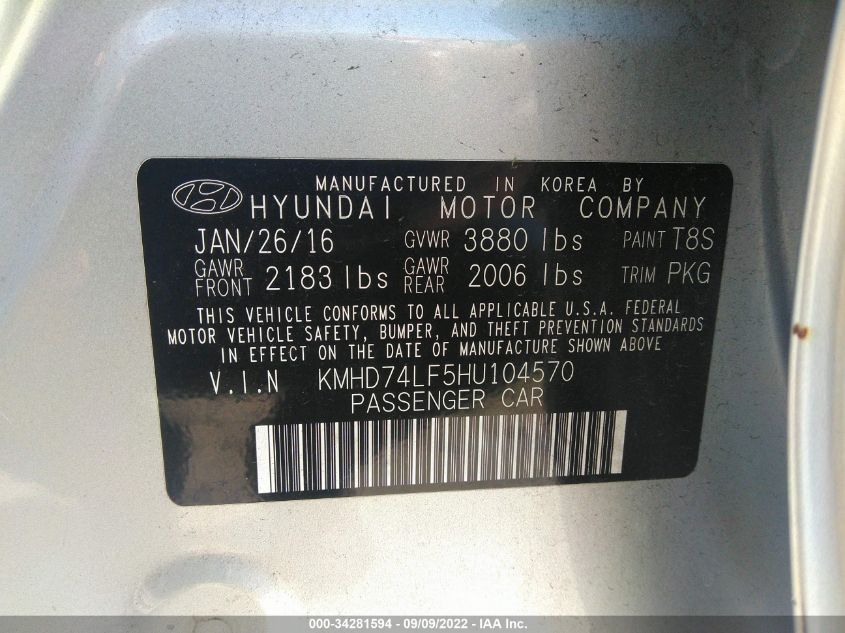 MANUFACTURED IN KOREA BY
HYUNDAI MOTOR COMPANY
JAN/26/16 GVWR 3880 lbs PAINT T8S
GAWR FRONT 2183 lbs GAWR REAR 2006 lbs TRIM PKG
THIS VEHICLE CONFORMS TO ALL APPLICABLE U.S.A. FEDERAL
MOTOR VEHICLE SAFETY, BUMPER, AND THEFT PREVENTION STANDARDS
IN EFFECT ON THE DATE OF MANUFACTURE SHOWN ABOVE
V.I.N KMHD74LF5HU104570
PASSENGER CAR
000-34281594 - 09/09/2022 - IAA Inc.